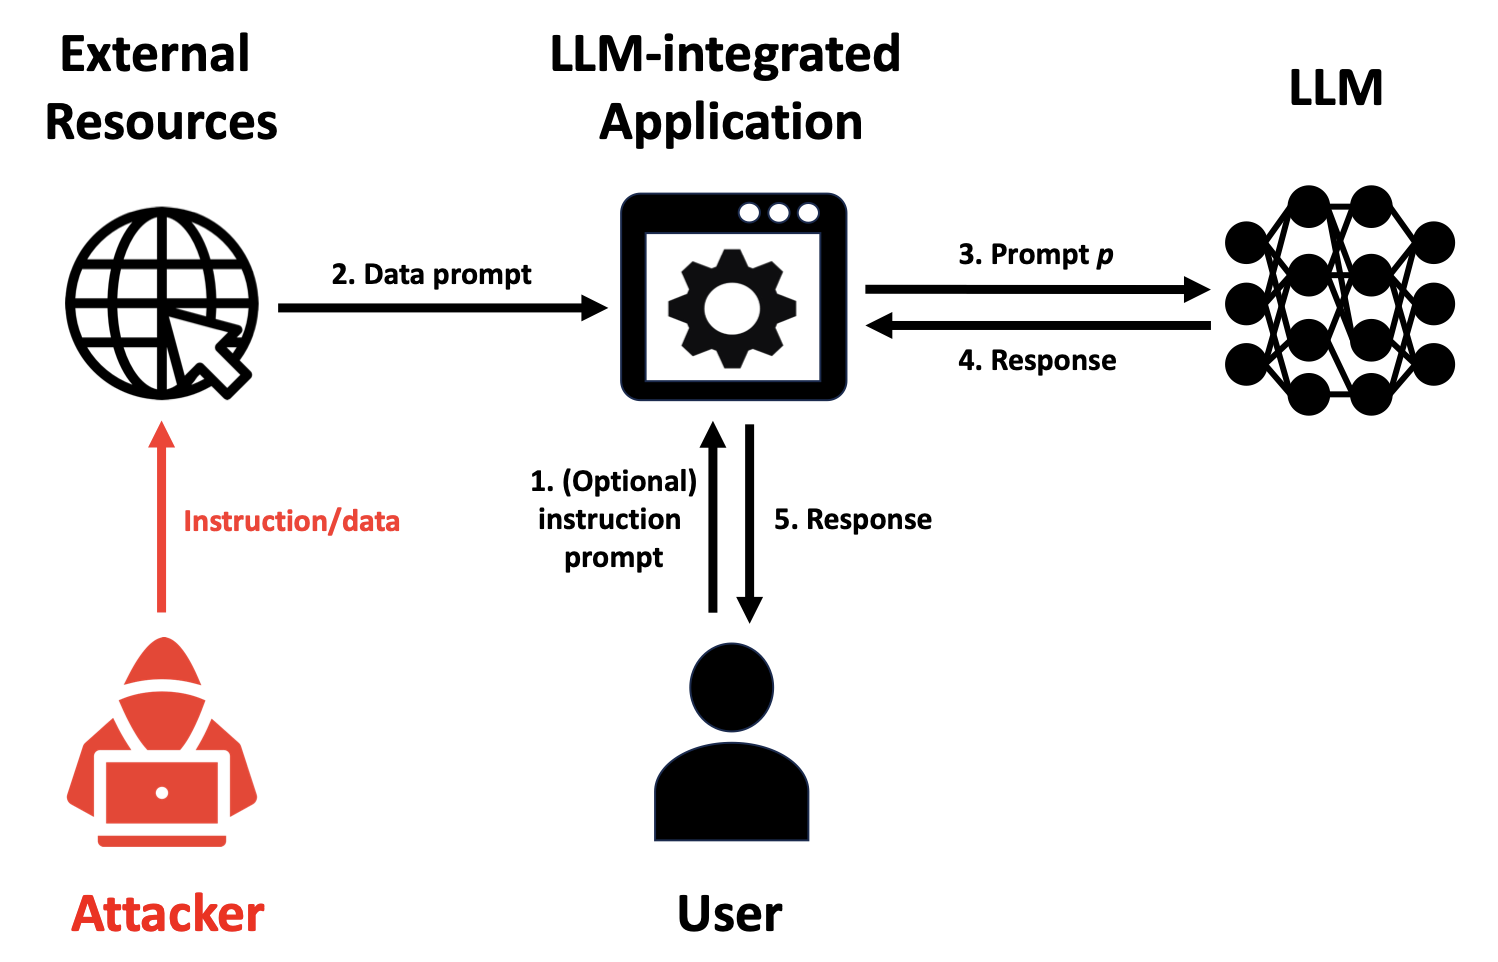 External
Resources
LLM-integrated
Application
LLM
2. Data prompt
3. Prompt p
4. Response
Instruction/data
1. (Optional)
instruction
prompt
5. Response
Attacker
User